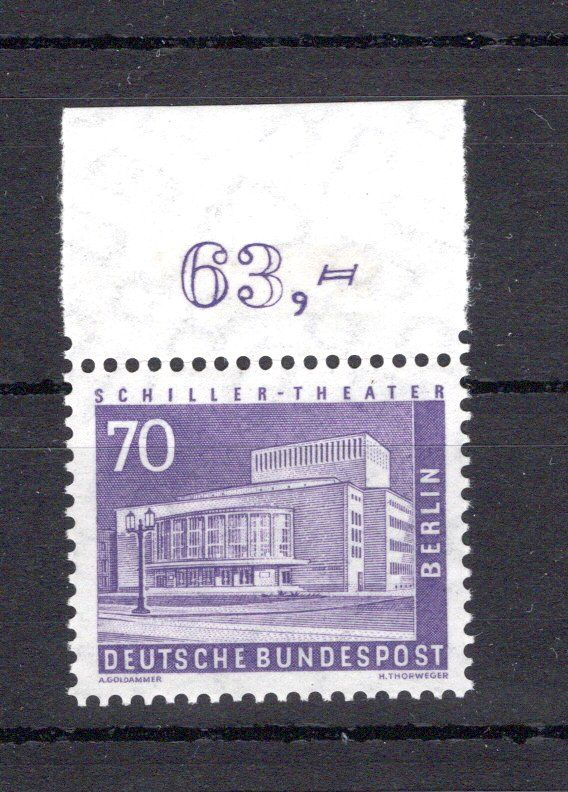 63,-
SCHILLER-THEATER
70
BERLIN
DEUTSCHE BUNDESPOST
A.GOLDAMMER
H.THORWEGER